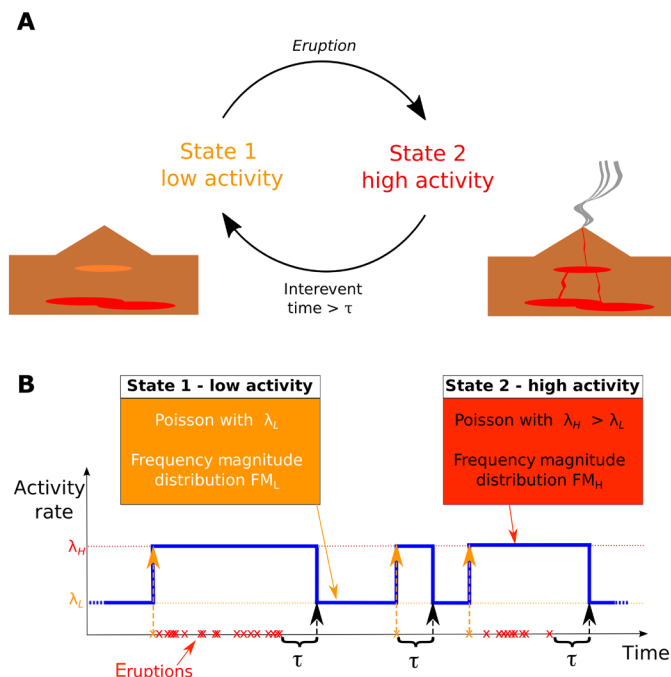 A
Eruption
State 1
low activity
State 2
high activity
Interevent
time > τ
B
State 1 - low activity
Poisson with λL
Frequency magnitude
distribution FML
State 2 - high activity
Poisson with λH > λL
Frequency magnitude
distribution FMH
Activity
rate
λH
λL
τ
τ
τ
Time
Eruptions